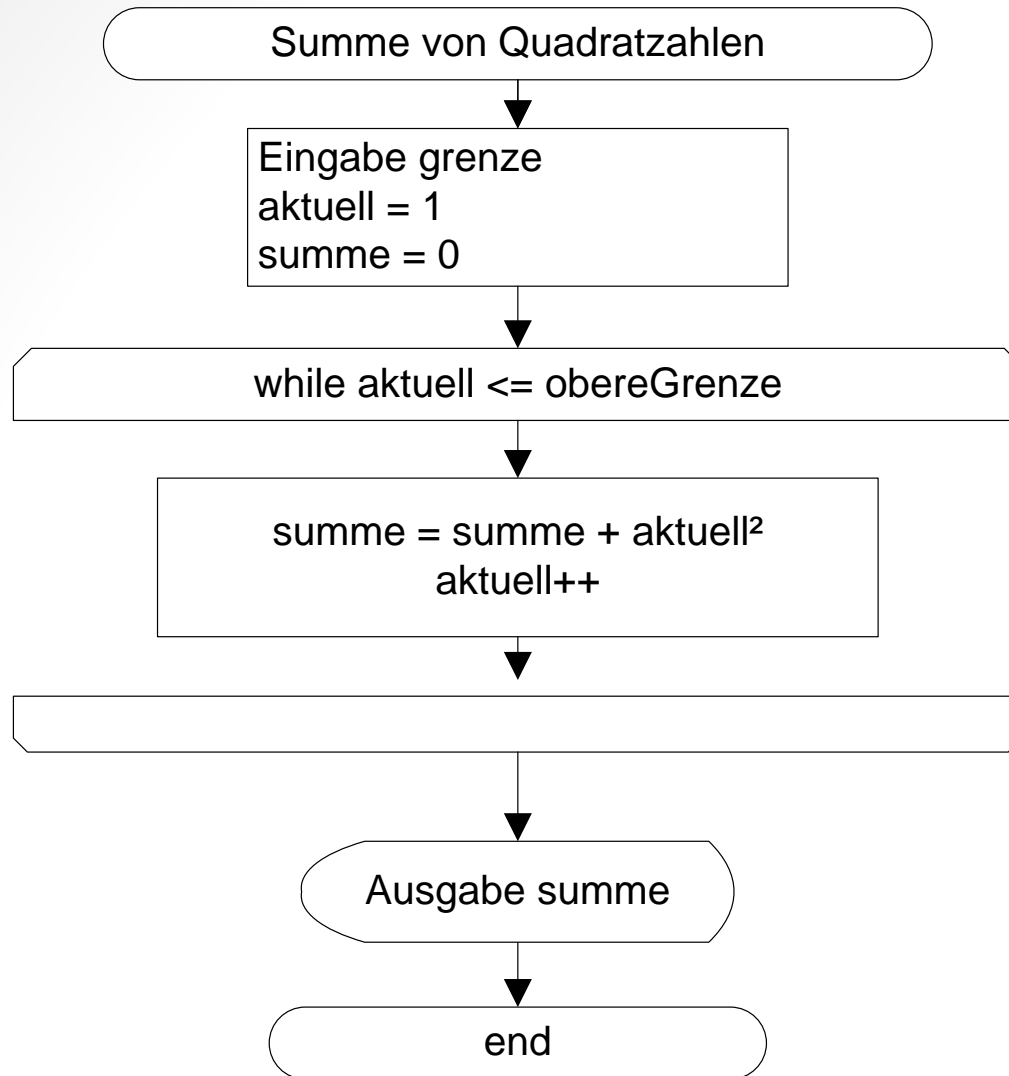 Summe von Quadratzahlen
Eingabe grenze
aktuell = 1
summe = 0
while aktuell <= obereGrenze
summe = summe + aktuell²
aktuell++
Ausgabe summe
end